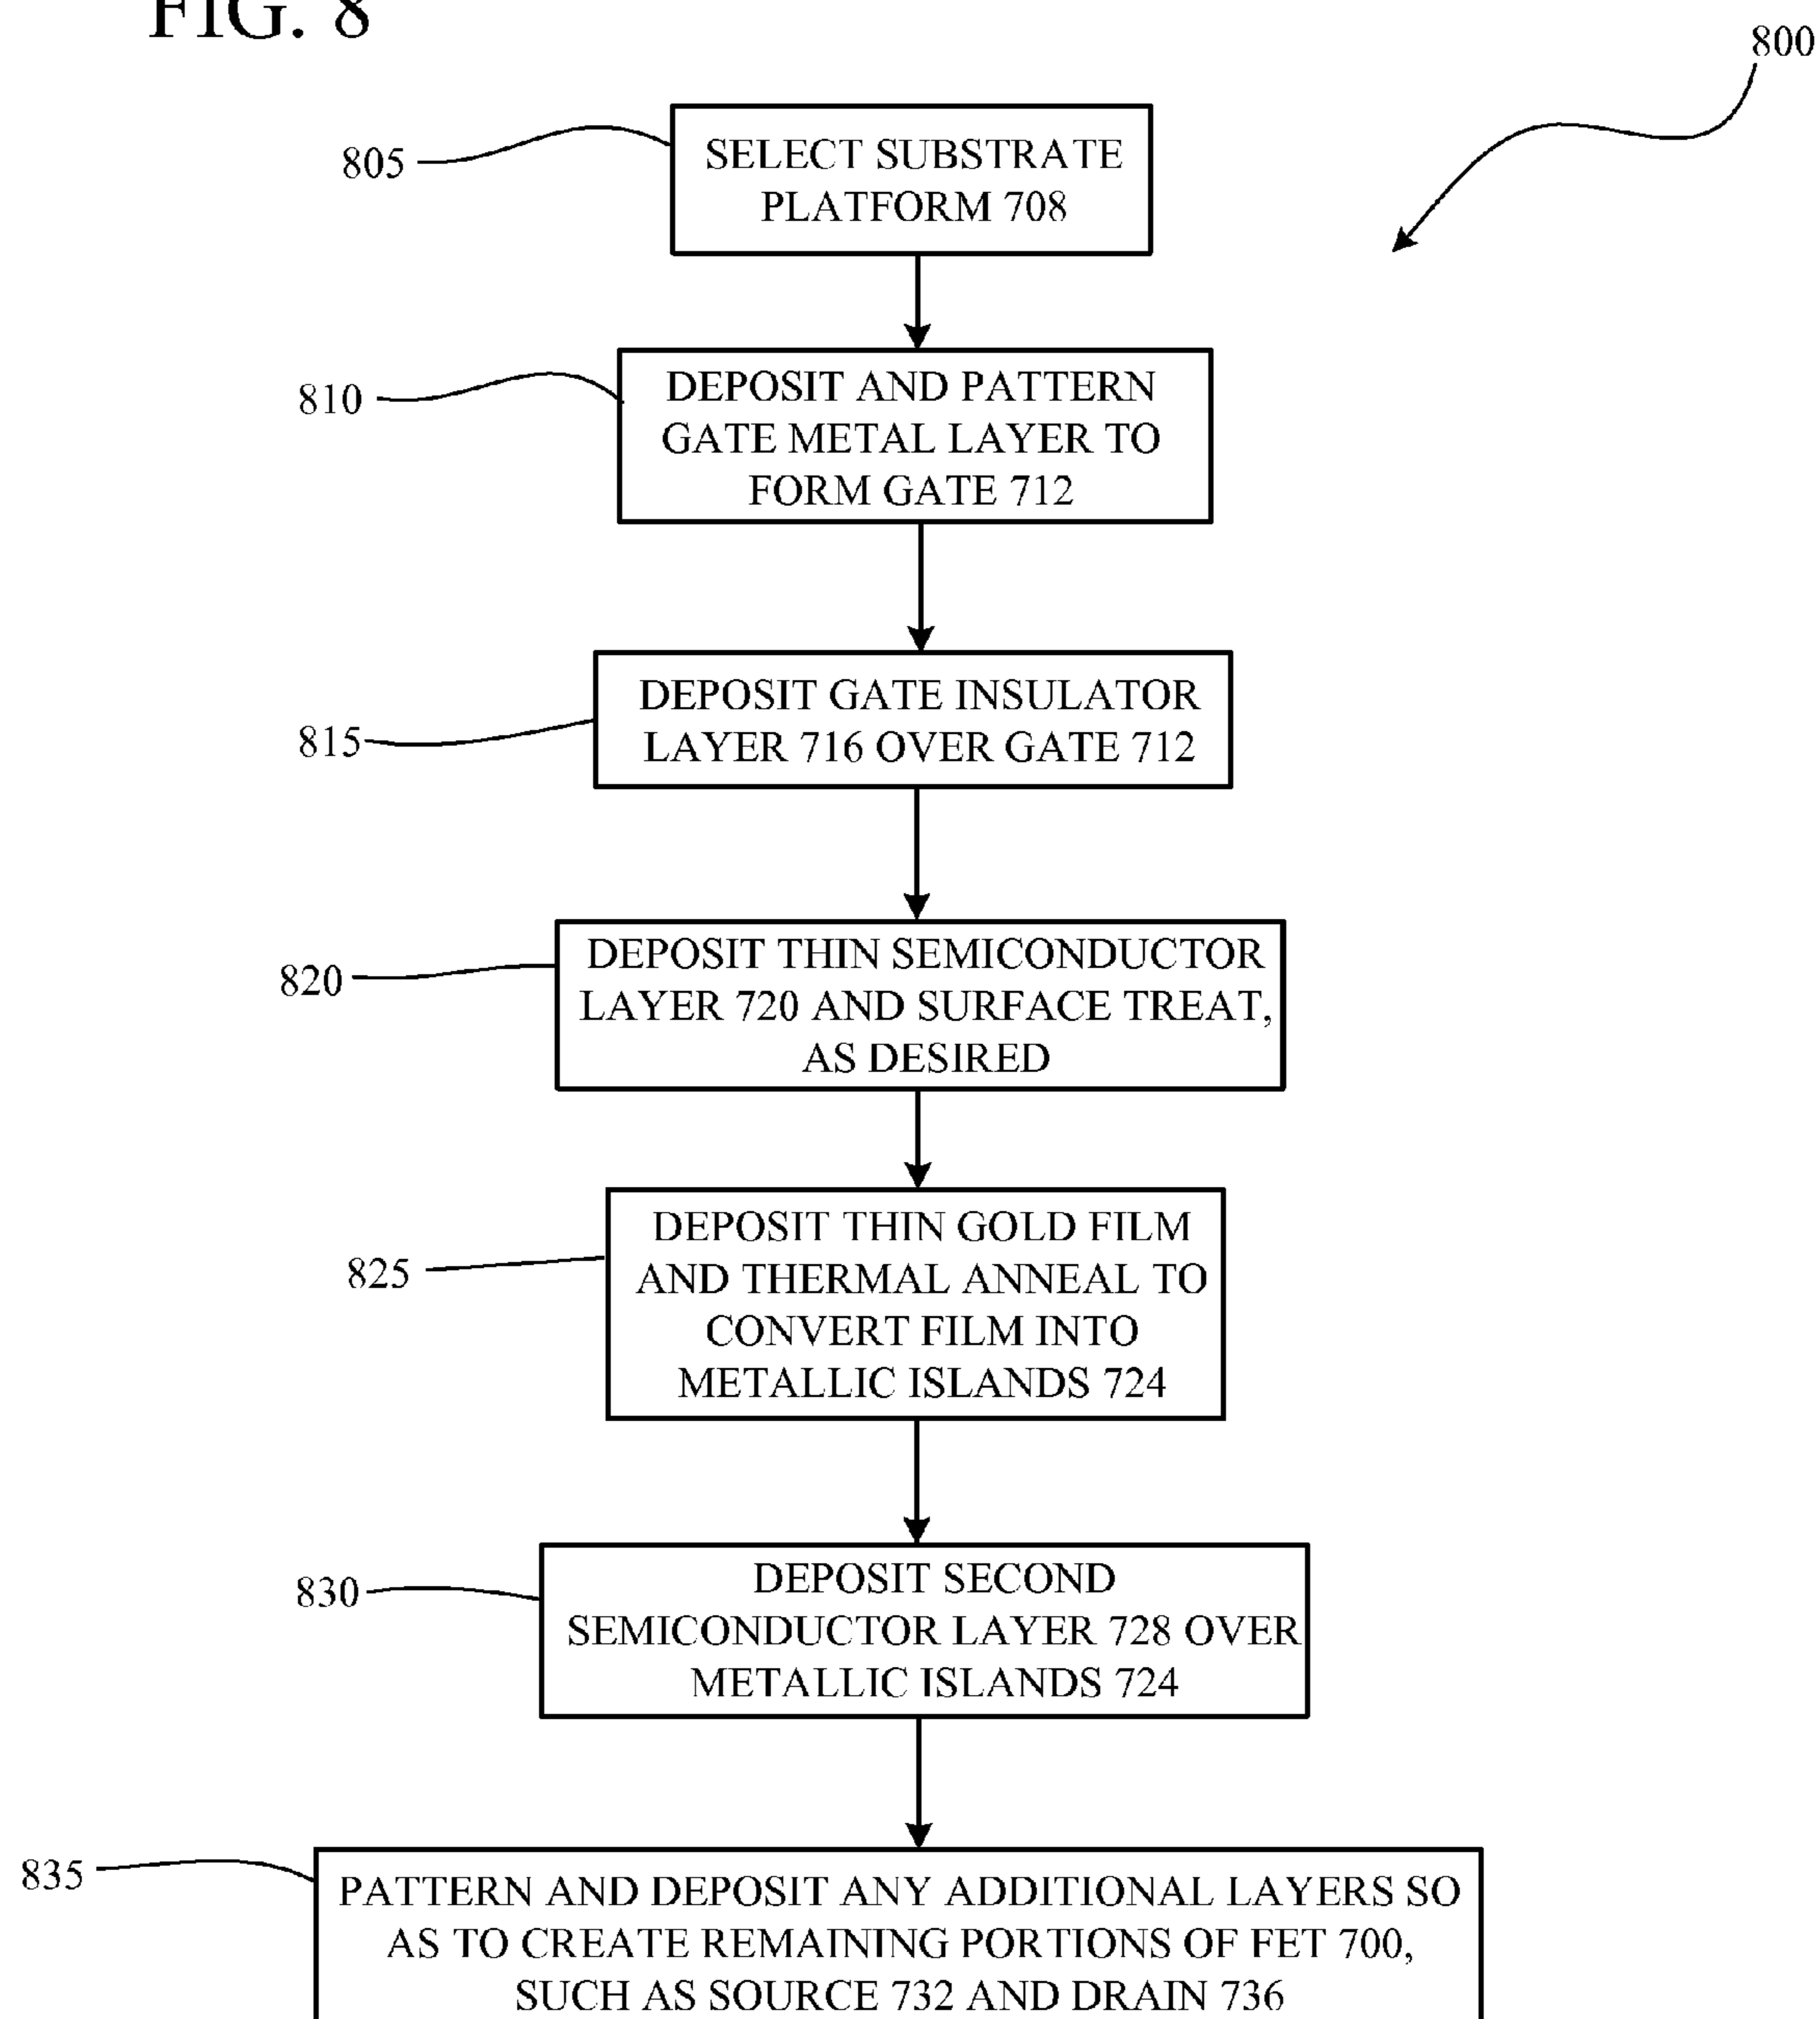 FIG. 8
800
805
SELECT SUBSTRATE
PLATFORM 708
810
DEPOSIT AND PATTERN
GATE METAL LAYER TO
FORM GATE 712
815
DEPOSIT GATE INSULATOR
LAYER 716 OVER GATE 712
820
DEPOSIT THIN SEMICONDUCTOR
LAYER 720 AND SURFACE TREAT,
AS DESIRED
825
DEPOSIT THIN GOLD FILM
AND THERMAL ANNEAL TO
CONVERT FILM INTO
METALLIC ISLANDS 724
830
DEPOSIT SECOND
SEMICONDUCTOR LAYER 728 OVER
METALLIC ISLANDS 724
835
PATTERN AND DEPOSIT ANY ADDITIONAL LAYERS SO
AS TO CREATE REMAINING PORTIONS OF FET 700,
SUCH AS SOURCE 732 AND DRAIN 736